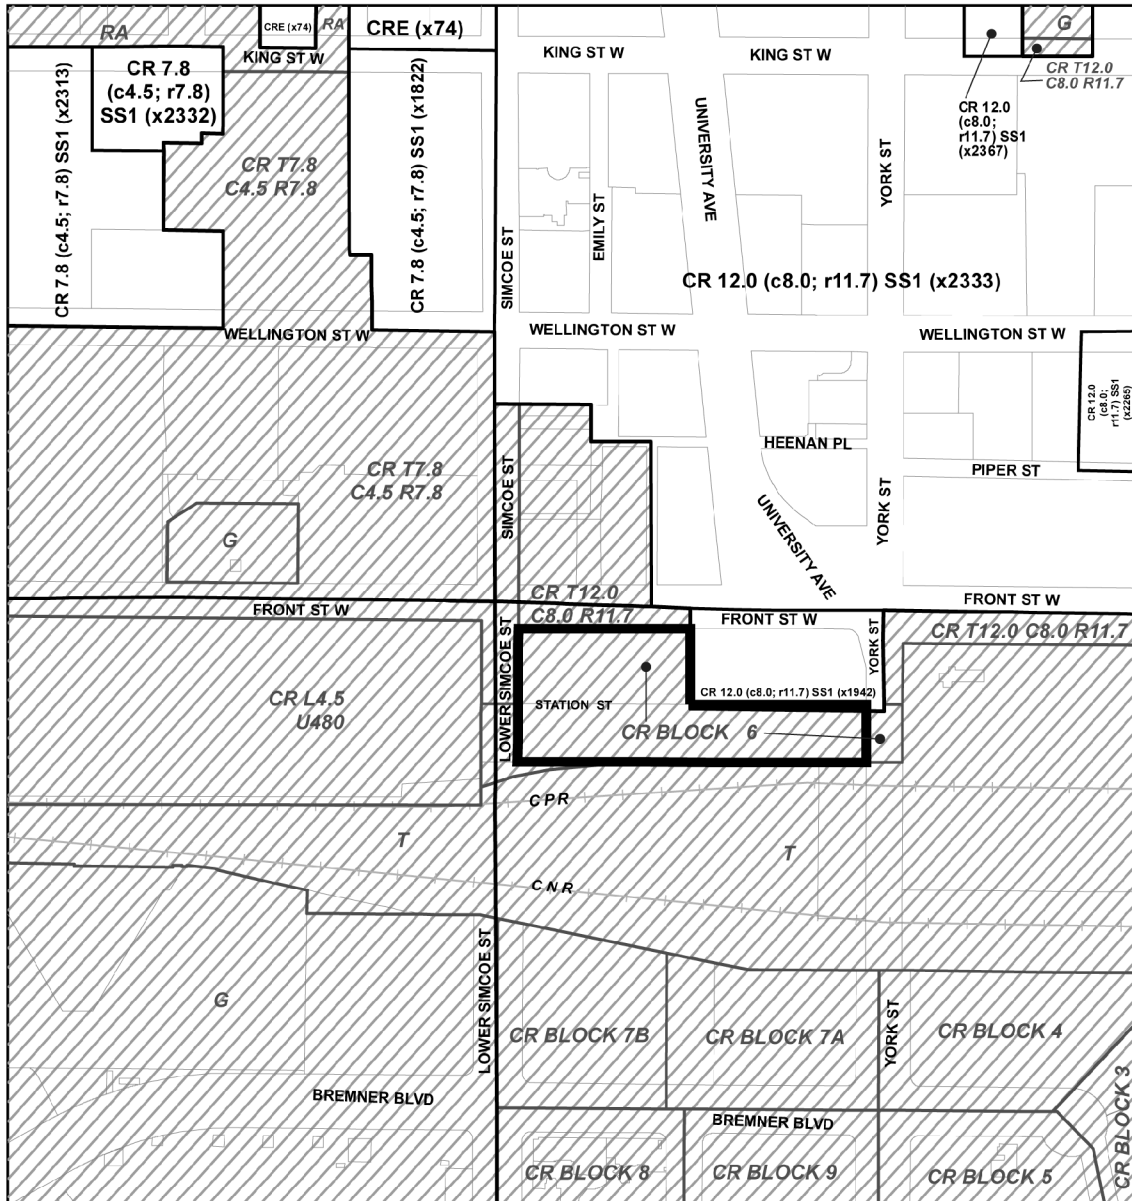 RA
CRE (x74)
RA
CRE (x74)
G
KING ST W
KING ST W
KING ST W
CR T12.0
C8.0 R11.7
CR 7.8
(c4.5; r7.8)
SS1 (x2332)
CR 7.8 (c4.5; r7.8) SS1 (x2313)
CR 7.8 (c4.5; r7.8) SS1 (x1822)
CR 12.0
(c8.0;
r11.7) SS1
(x2367)
UNIVERSITY AVE
YORK ST
CR T7.8
C4.5 R7.8
EMILY ST
SIMCOE ST
CR 12.0 (c8.0; r11.7) SS1 (x2333)
WELLINGTON ST W
WELLINGTON ST W
WELLINGTON ST W
CR 12.0
(c8.0;
r11.7) SS1
(x2265)
HEENAN PL
PIPER ST
CR T7.8
C4.5 R7.8
SIMCOE ST
YORK ST
UNIVERSITY AVE
G
CR T12.0
C8.0 R11.7
FRONT ST W
FRONT ST W
FRONT ST W
CR T12.0 C8.0 R11.7
YORK ST
LOWER SIMCOE ST
CR L4.5
U480
CR 12.0 (c8.0; r11.7) SS1 (x1942)
STATION ST
CR BLOCK 6
CPR
T
T
CNR
LOWER SIMCOE ST
G
CR BLOCK 7B
CR BLOCK 7A
YORK ST
CR BLOCK 4
BREMNER BLVD
BREMNER BLVD
CR BLOCK 3
CR BLOCK 8
CR BLOCK 9
CR BLOCK 5